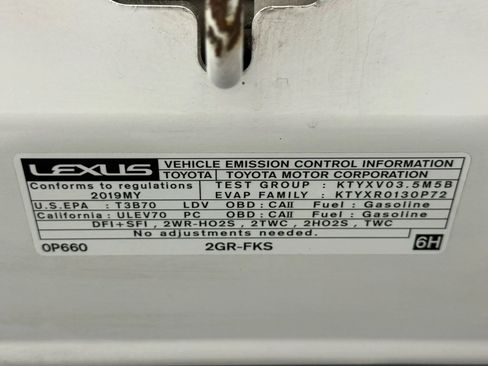 LEXUS VEHICLE EMISSION CONTROL INFORMATION
TOYOTA TOYOTA MOTOR CORPORATION
Conforms to regulations TEST GROUP : KTYXV03.5M5B
2019MY EVAP FAMILY : KTYXR0130P72
U.S.EPA : T3B70 LDV OBD : CAII Fuel : Gasoline
California : ULEV70 PC OBD : CAII Fuel : Gasoline
DFI+SFI , 2WR-HO2S , 2TWC , 2HO2S , TWC
No adjustments needed.
0P660 2GR-FKS 6H